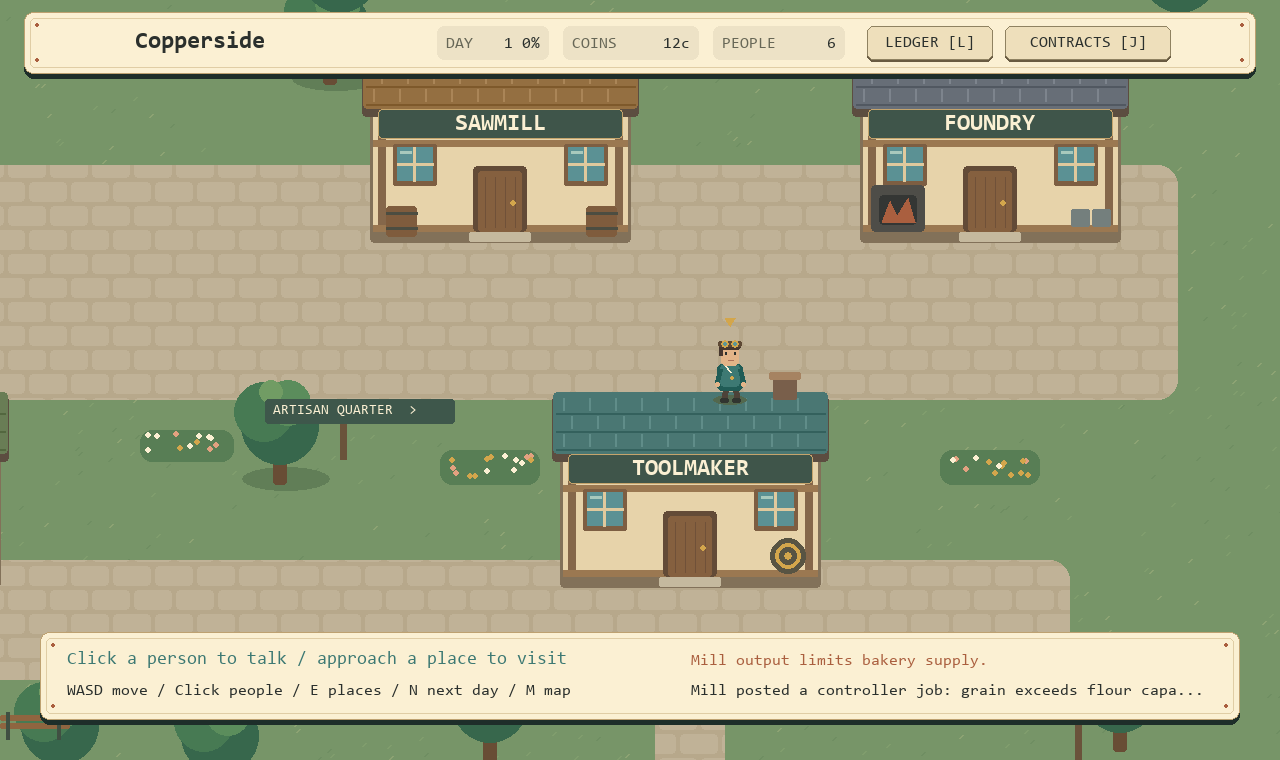 Copperside
DAY 1 0%
COINS 12c
PEOPLE 6
LEDGER [L]
CONTRACTS [J]
SAWMILL
FOUNDRY
ARTISAN QUARTER >
TOOLMAKER
Click a person to talk / approach a place to visit
WASD move / Click people / E places / N next day / M map
Mill output limits bakery supply.
Mill posted a controller job: grain exceeds flour capa...